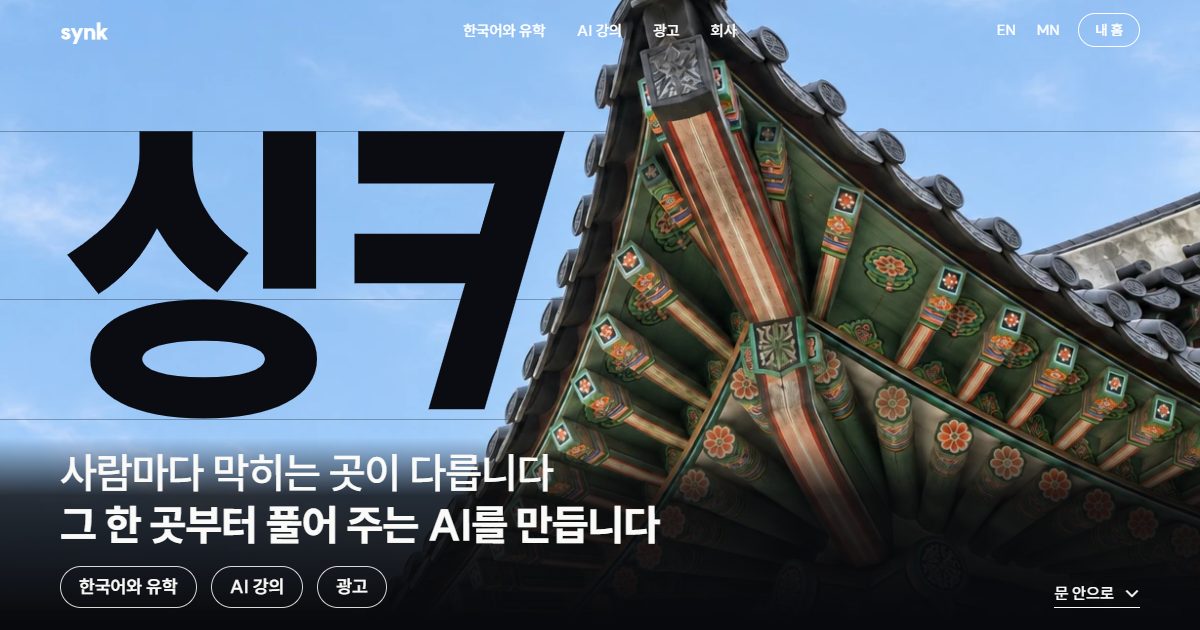 synk
한국어와 유학
AI 강의
광고
회사
EN
MN
내 홈
싱크
사람마다 막히는 곳이 다릅니다
그 한 곳부터 풀어 주는 AI를 만듭니다
한국어와 유학
AI 강의
광고
문 안으로